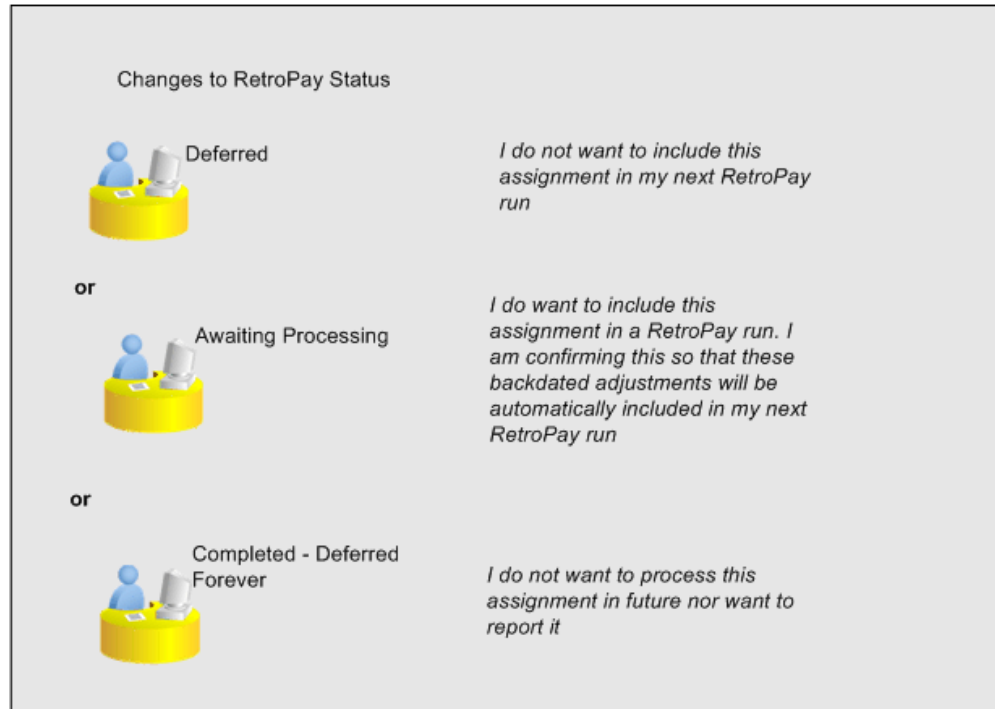 Changes to RetroPay Status
Deferred
I do not want to include this
assignment in my next RetroPay
run
or
Awaiting Processing
I do want to include this
assignment in a RetroPay run. I
am confirming this so that these
backdated adjustments will be
automatically included in my next
RetroPay run
or
Completed - Deferred
Forever
I do not want to process this
assignment in future nor want to
report it